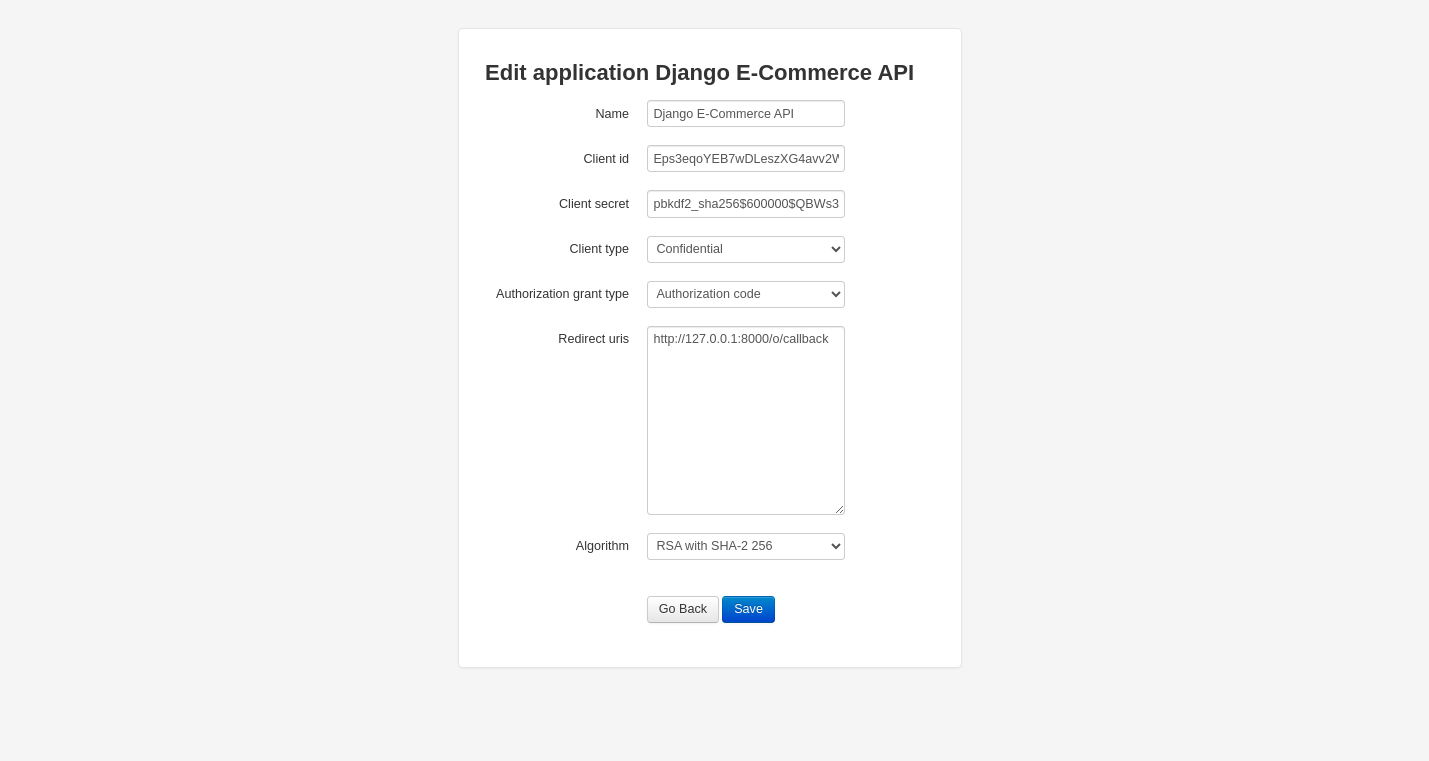 Edit application Django E-Commerce API
Name Django E-Commerce API
Client id Eps3eqoYEB7wDLeszXG4avv2W
Client secret pbkdf2_sha256$600000$QBWs3
Client type Confidential
Authorization grant type Authorization code
Redirect uris http://127.0.0.1:8000/o/callback
Algorithm RSA with SHA-2 256
Go Back Save